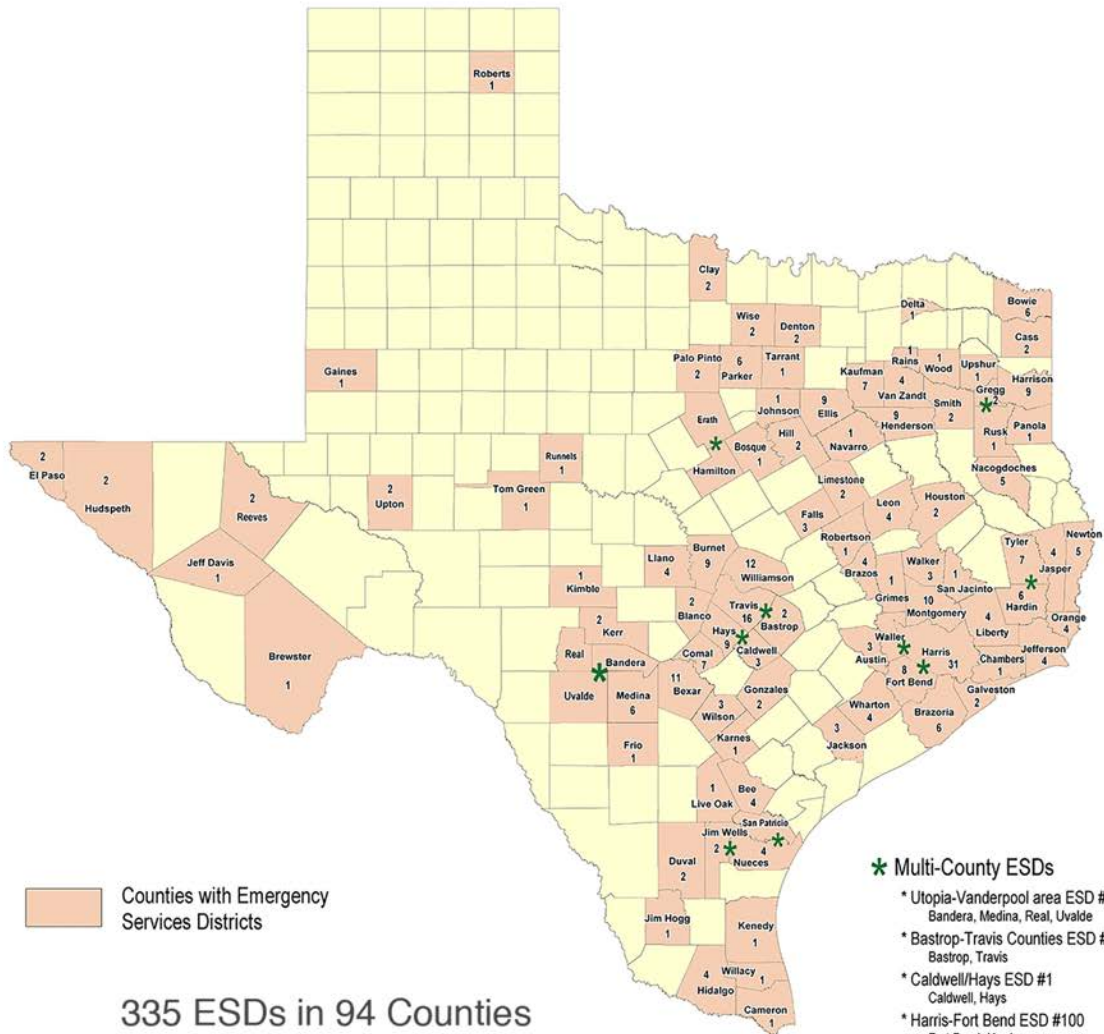 Roberts
1
Clay
2
Wise
2
Denton
2
Delta
1
Bowie
6
Cass
2
Gaines
1
Palo Pinto
2
6
Parker
Tarrant
1
Kaufman
7
1
Rains
4
Van Zandt
1
Wood
Upshur
1
Gregg
2
*
Harrison
9
Smith
2
Erath
*
Hamilton
1
Johnson
9
Ellis
9
Henderson
Bosque
1
Hill
2
1
Navarro
Rusk
1
Panola
1
Nacogdoches
5
2
El Paso
2
Hudspeth
2
Reeves
2
Upton
Runnels
1
Tom Green
1
Limestone
2
Falls
3
Leon
4
Houston
2
Robertson
1
Jeff Davis
1
Brewster
1
Llano
4
Burnet
9
12
Williamson
4
Brazos
1
Grimes
Walker
3
1
San Jacinto
Tyler
7
4
Jasper
Newton
5
*
6
Hardin
10
Montgomery
4
Liberty
Orange
4
Jefferson
4
Chambers
1
1
Kimble
2
Kerr
2
Blanco
Travis
16
*
2
Bastrop
Hays
9
*
Caldwell
3
Comal
7
3
Austin
Waller
*
Harris
31
*
8
Fort Bend
Galveston
2
Brazoria
6
Wharton
4
3
Jackson
Real
Bandera
*
Uvalde
Medina
6
11
Bexar
3
Wilson
Gonzales
2
Karnes
1
Frio
1
1
Live Oak
Bee
4
San Patricio
*
Jim Wells
2
*
4
Nueces
Duval
2
Jim Hogg
1
Kenedy
1
4
Hidalgo
Willacy
1
Cameron
1
Counties with Emergency
Services Districts
335 ESDs in 94 Counties
* Multi-County ESDs
* Utopia-Vanderpool area ESD #
Bandera, Medina, Real, Uvalde
* Bastrop-Travis Counties ESD #
Bastrop, Travis
* Caldwell/Hays ESD #1
Caldwell, Hays
* Harris-Fort Bend ESD #100